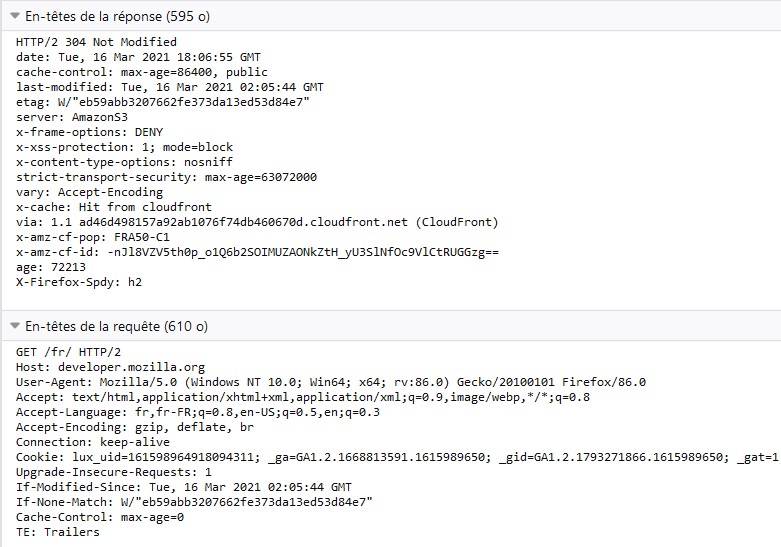 En-têtes de la réponse (595 o)
HTTP/2 304 Not Modified
date: Tue, 16 Mar 2021 18:06:55 GMT
cache-control: max-age=86400, public
last-modified: Tue, 16 Mar 2021 02:05:44 GMT
etag: W/"eb59abb3207662fe373da13ed53d84e7"
server: AmazonS3
x-frame-options: DENY
x-xss-protection: 1; mode=block
x-content-type-options: nosniff
strict-transport-security: max-age=63072000
vary: Accept-Encoding
x-cache: Hit from cloudfront
via: 1.1 ad46d498157a92ab1076f74db460670d.cloudfront.net (CloudFront)
x-amz-cf-pop: FRA50-C1
x-amz-cf-id: -nJl8VZV5th0p_o1Q6b2SOIMUZAONkZtH_yU3SlNfOc9VlCtRUGGzg==
age: 72213
X-Firefox-Spdy: h2
En-têtes de la requête (610 o)
GET /fr/ HTTP/2
Host: developer.mozilla.org
User-Agent: Mozilla/5.0 (Windows NT 10.0; Win64; x64; rv:86.0) Gecko/20100101 Firefox/86.0
Accept: text/html,application/xhtml+xml,application/xml;q=0.9,image/webp,*/*;q=0.8
Accept-Language: fr,fr-FR;q=0.8,en-US;q=0.5,en;q=0.3
Accept-Encoding: gzip, deflate, br
Connection: keep-alive
Cookie: lux_uid=161598964918094311; _ga=GA1.2.1668813591.1615989650; _gid=GA1.2.1793271866.1615989650; _gat=1
Upgrade-Insecure-Requests: 1
If-Modified-Since: Tue, 16 Mar 2021 02:05:44 GMT
If-None-Match: W/"eb59abb3207662fe373da13ed53d84e7"
Cache-Control: max-age=0
TE: Trailers